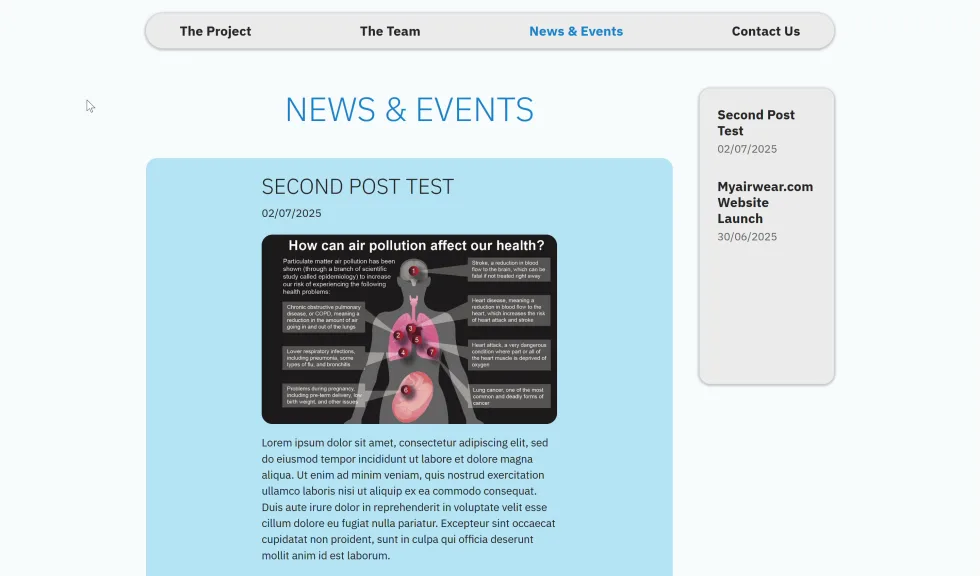 The Project
The Team
News & Events
Contact Us
NEWS & EVENTS
SECOND POST TEST
02/07/2025
How can air pollution affect our health?
Particulate matter air pollution has been
shown (through a branch of scientific
study called epidemiology) to increase
our risk of experiencing the following
health problems:
Chronic obstructive pulmonary
disease, or COPD, meaning a
reduction in the amount of air
going in and out of the lungs
Lower respiratory infections,
including pneumonia, some
types of flu, and bronchitis
Problems during pregnancy,
including pre-term delivery, low
birth weight, and other issues
Stroke, a reduction in blood
flow to the brain, which can be
fatal if not treated right away
Heart disease, meaning a
reduction in blood flow to the
heart, which increases the risk
of heart attack and stroke
Heart attack, a very dangerous
condition where part or all of
the heart muscle is deprived of
oxygen
Lung cancer, one of the most
common and deadly forms of
cancer
1
2
3
4
5
6
7
Lorem ipsum dolor sit amet, consectetur adipiscing elit, sed
do eiusmod tempor incididunt ut labore et dolore magna
aliqua. Ut enim ad minim veniam, quis nostrud exercitation
ullamco laboris nisi ut aliquip ex ea commodo consequat.
Duis aute irure dolor in reprehenderit in voluptate velit esse
cillum dolore eu fugiat nulla pariatur. Excepteur sint occaecat
cupidatat non proident, sunt in culpa qui officia deserunt
mollit anim id est laborum.
Second Post
Test
02/07/2025
Myairwear.com
Website
Launch
30/06/2025